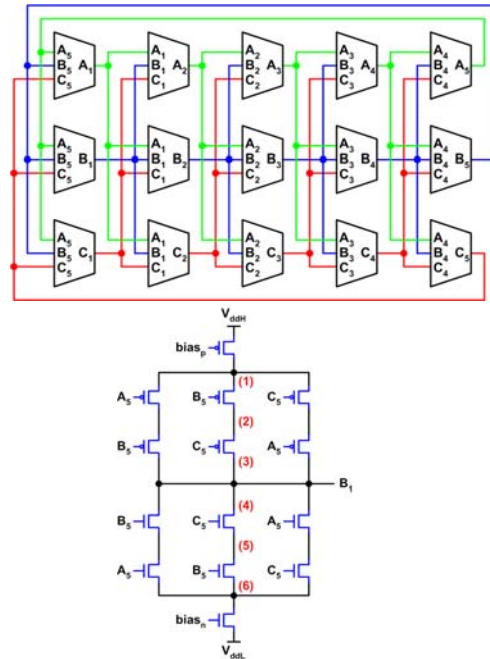 A₅ A₁ A₂ A₃ A₄
B₅ A₁ B₁ A₂ B₂ A₃ B₃ A₄ B₄ A₅
C₅ C₁ C₂ C₃ C₄
A₅ A₁ A₂ A₃ A₄
B₅ B₁ B₁ B₂ B₂ B₃ B₃ B₄ B₄ B₅
C₅ C₁ C₂ C₃ C₄
A₅ A₁ A₂ A₃ A₄
B₅ C₁ B₁ C₂ B₂ C₃ B₃ C₄ B₄ C₅
C₅ C₁ C₂ C₃ C₄
VddH
biasp
(1)
A₅ B₅ C₅
(2)
B₅ C₅ A₅
(3)
B₁
(4)
B₅ C₅ A₅
(5)
A₅ B₅ C₅
(6)
biasn
VddL